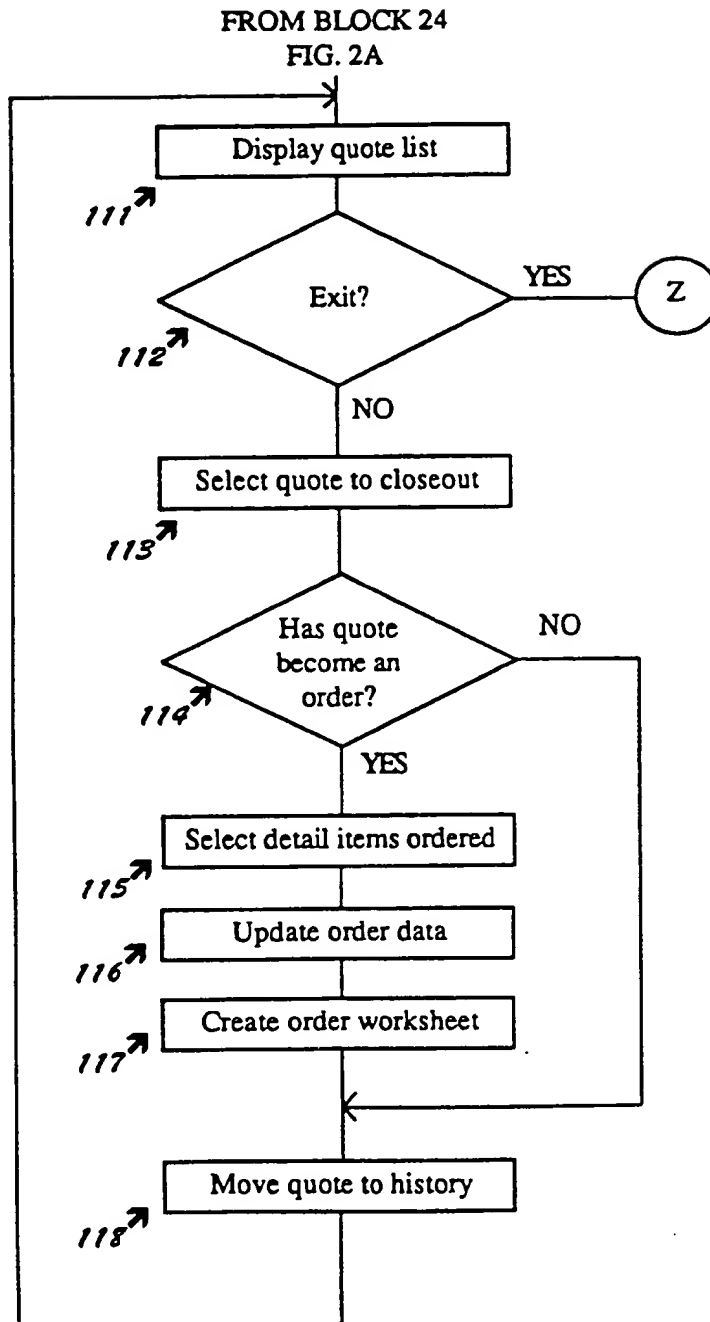 FROM BLOCK 24
FIG. 2A
Display quote list
111
Exit?
YES
Z
112
NO
Select quote to closeout
113
Has quote
become an
order?
NO
114
YES
Select detail items ordered
115
Update order data
116
Create order worksheet
117
Move quote to history
118